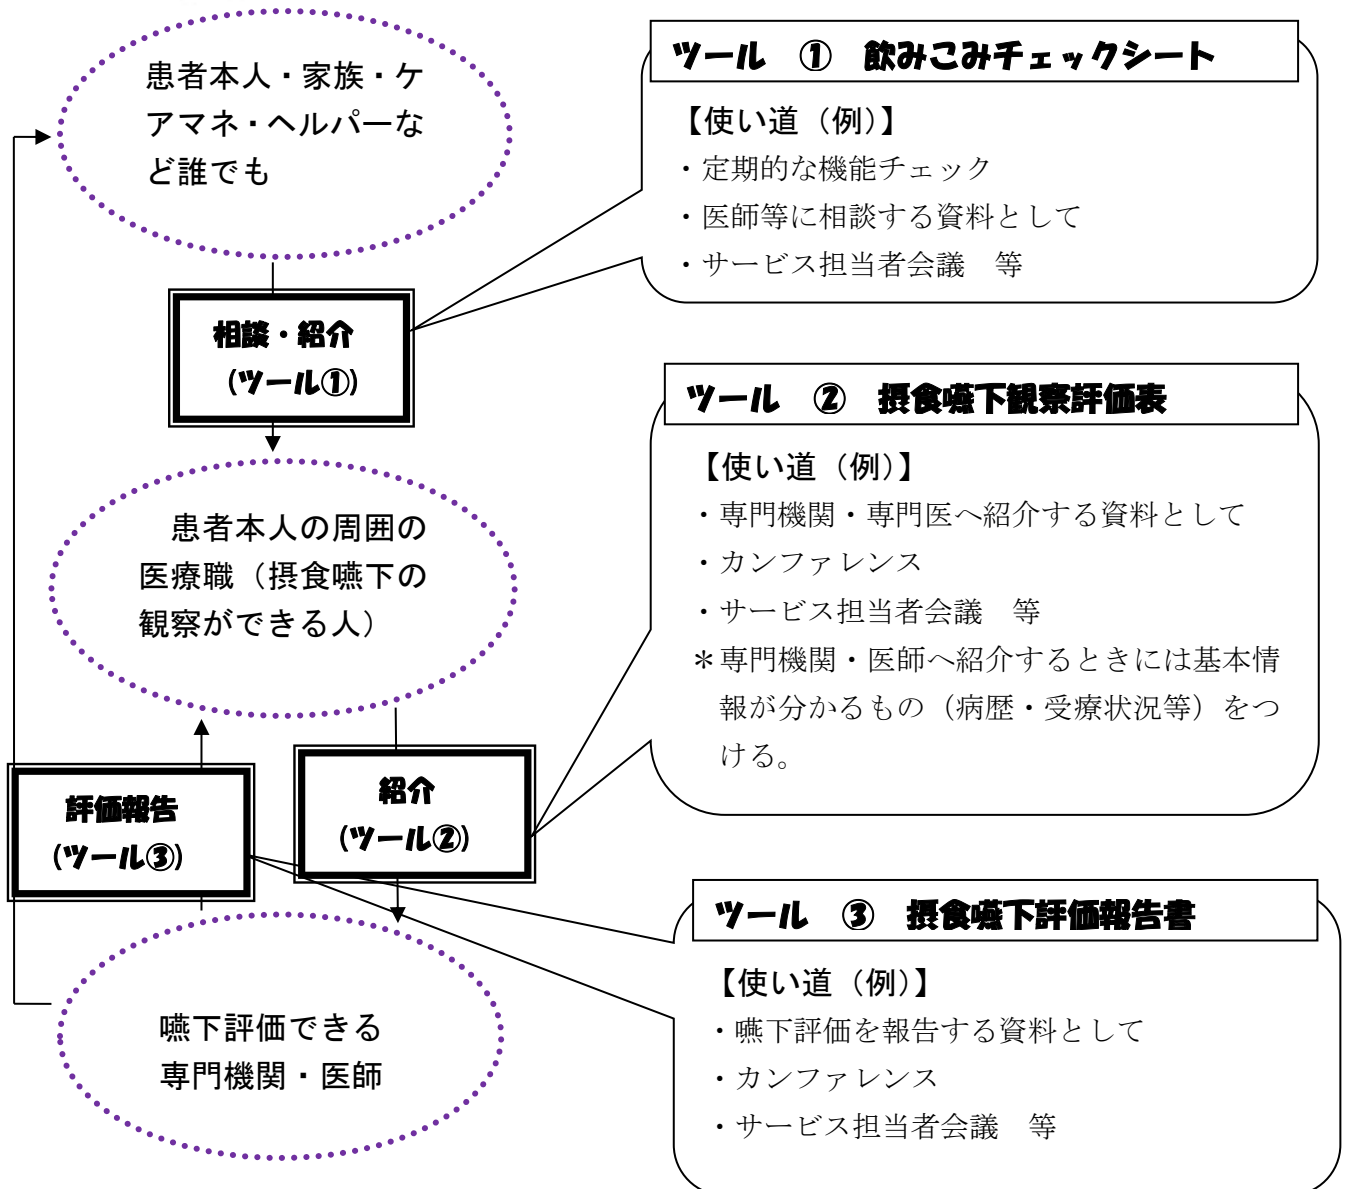 患者本人・家族・ケ
アマネ・ヘルパーな
ど誰でも
相談・紹介
(ツール①)
患者本人の周囲の
医療職（摂食嚥下の
観察ができる人）
評価報告
(ツール③)
紹介
(ツール②)
嚥下評価できる
専門機関・医師
ツール　①　飲みこみチェックシート
【使い道（例）】
・定期的な機能チェック
・医師等に相談する資料として
・サービス担当者会議　等
ツール　②　摂食嚥下観察評価表
【使い道（例）】
・専門機関・専門医へ紹介する資料として
・カンファレンス
・サービス担当者会議　等
＊専門機関・医師へ紹介するときには基本情
報が分かるもの（病歴・受療状況等）をつ
ける。
ツール　③　摂食嚥下評価報告書
【使い道（例）】
・嚥下評価を報告する資料として
・カンファレンス
・サービス担当者会議　等